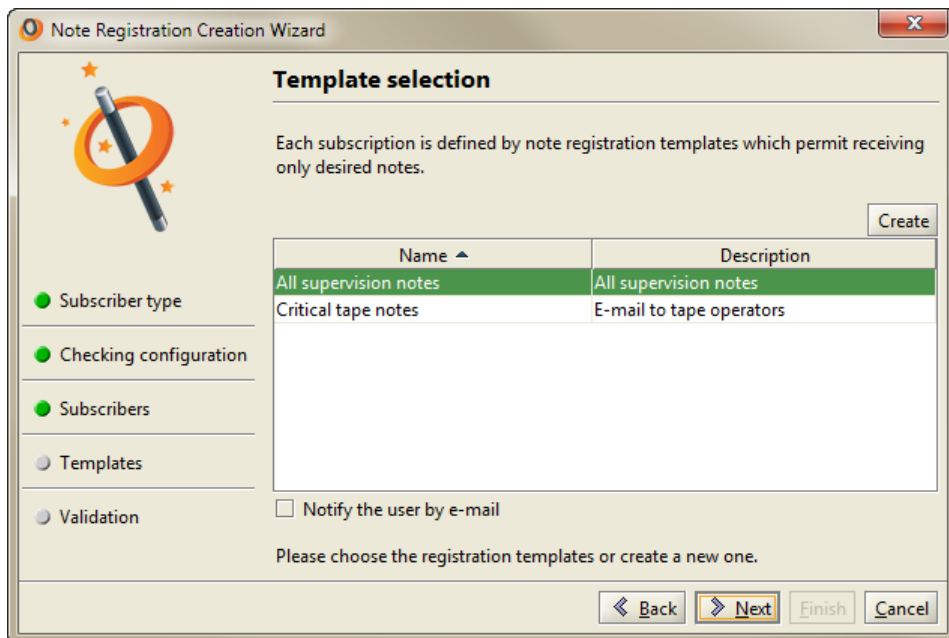 Note Registration Creation Wizard
Template selection
Each subscription is defined by note registration templates which permit receiving
only desired notes.
Create
Name Description
All supervision notes All supervision notes
Critical tape notes E-mail to tape operators
Subscriber type
Checking configuration
Subscribers
Templates
Validation
Notify the user by e-mail
Please choose the registration templates or create a new one.
Back Next Finish Cancel